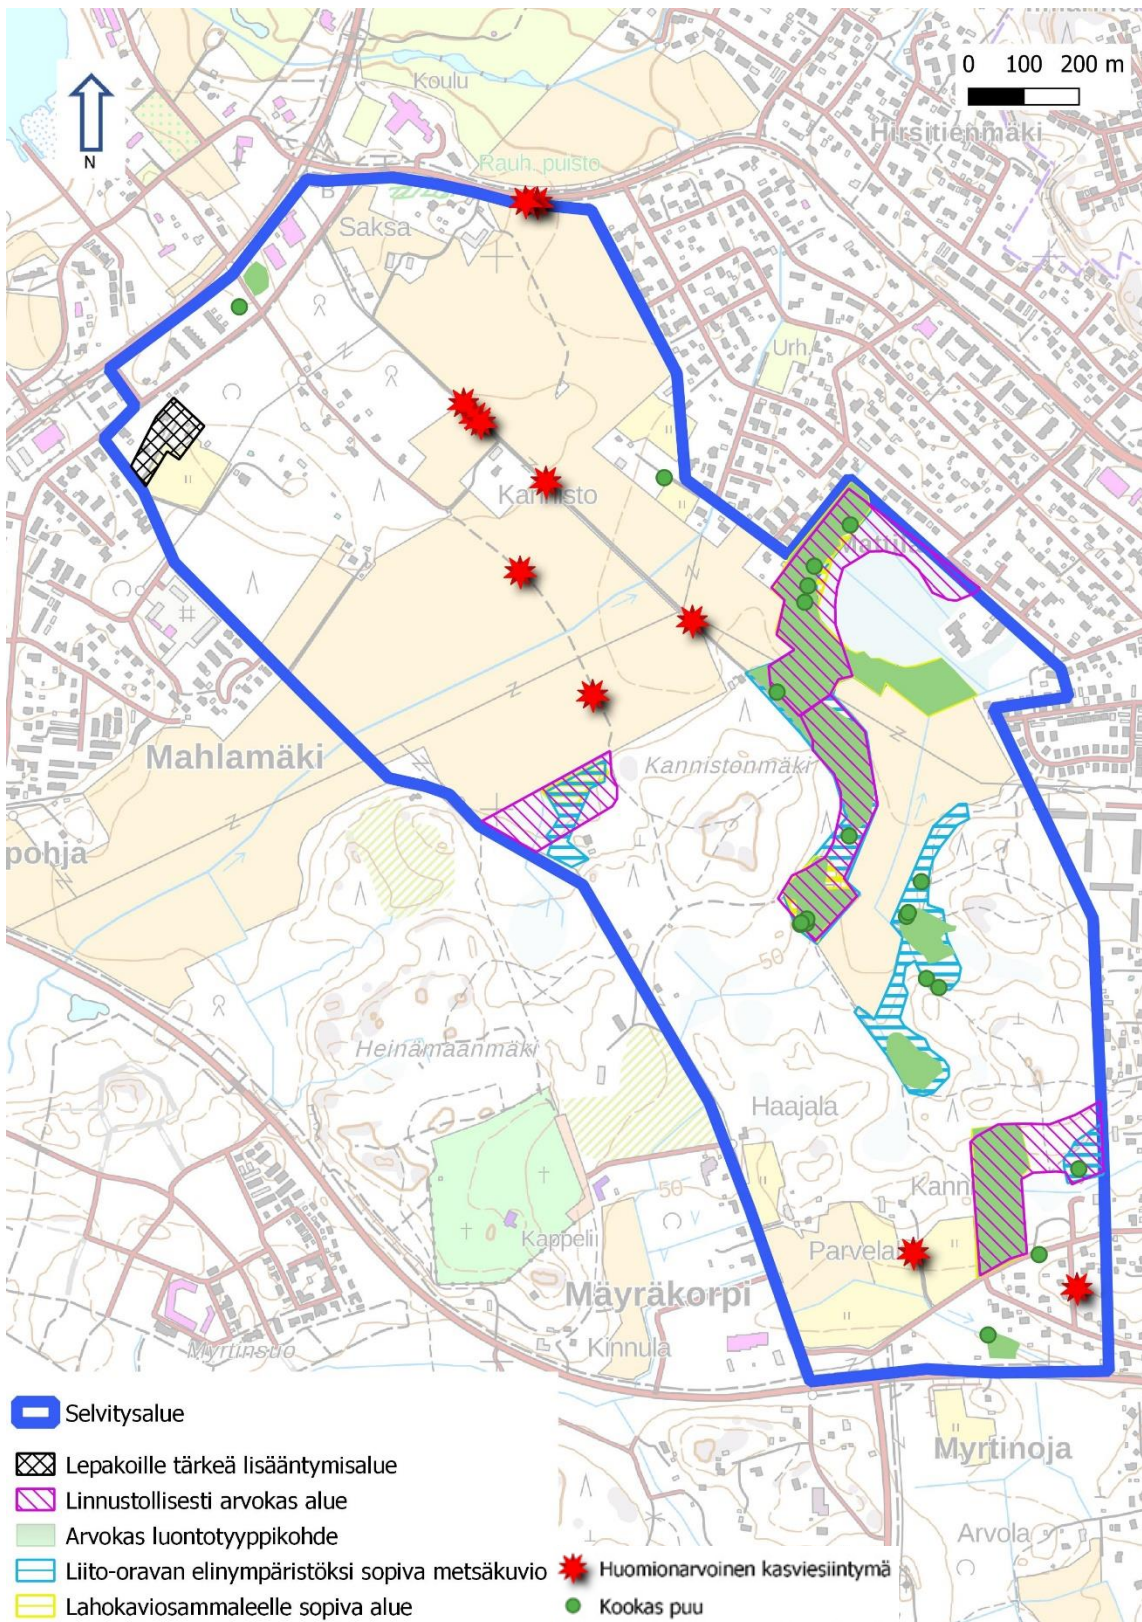 Koulu
0 100 200 m
Hirsitienmäki
N
Rauh. puisto
B
Saksa
Urh.
Kannisto
Mattila
Mahlamäki
Kannistonmäki
pohja
50
Heinämaanmäki
Haajala
50
Kann
Kappeli
Parvela
Mäyräkorpi
Kinnula
Myrtinsuo
Selvitysalue
Lepakoille tärkeä lisääntymisalue
Myrtinoja
Linnustollisesti arvokas alue
Arvokas luontotyyppikohde
Arvola
Liito-oravan elinympäristöksi sopiva metsäkuvio
Huomionarvoinen kasviesiintymä
Lahokaviosammaleelle sopiva alue
Kookas puu